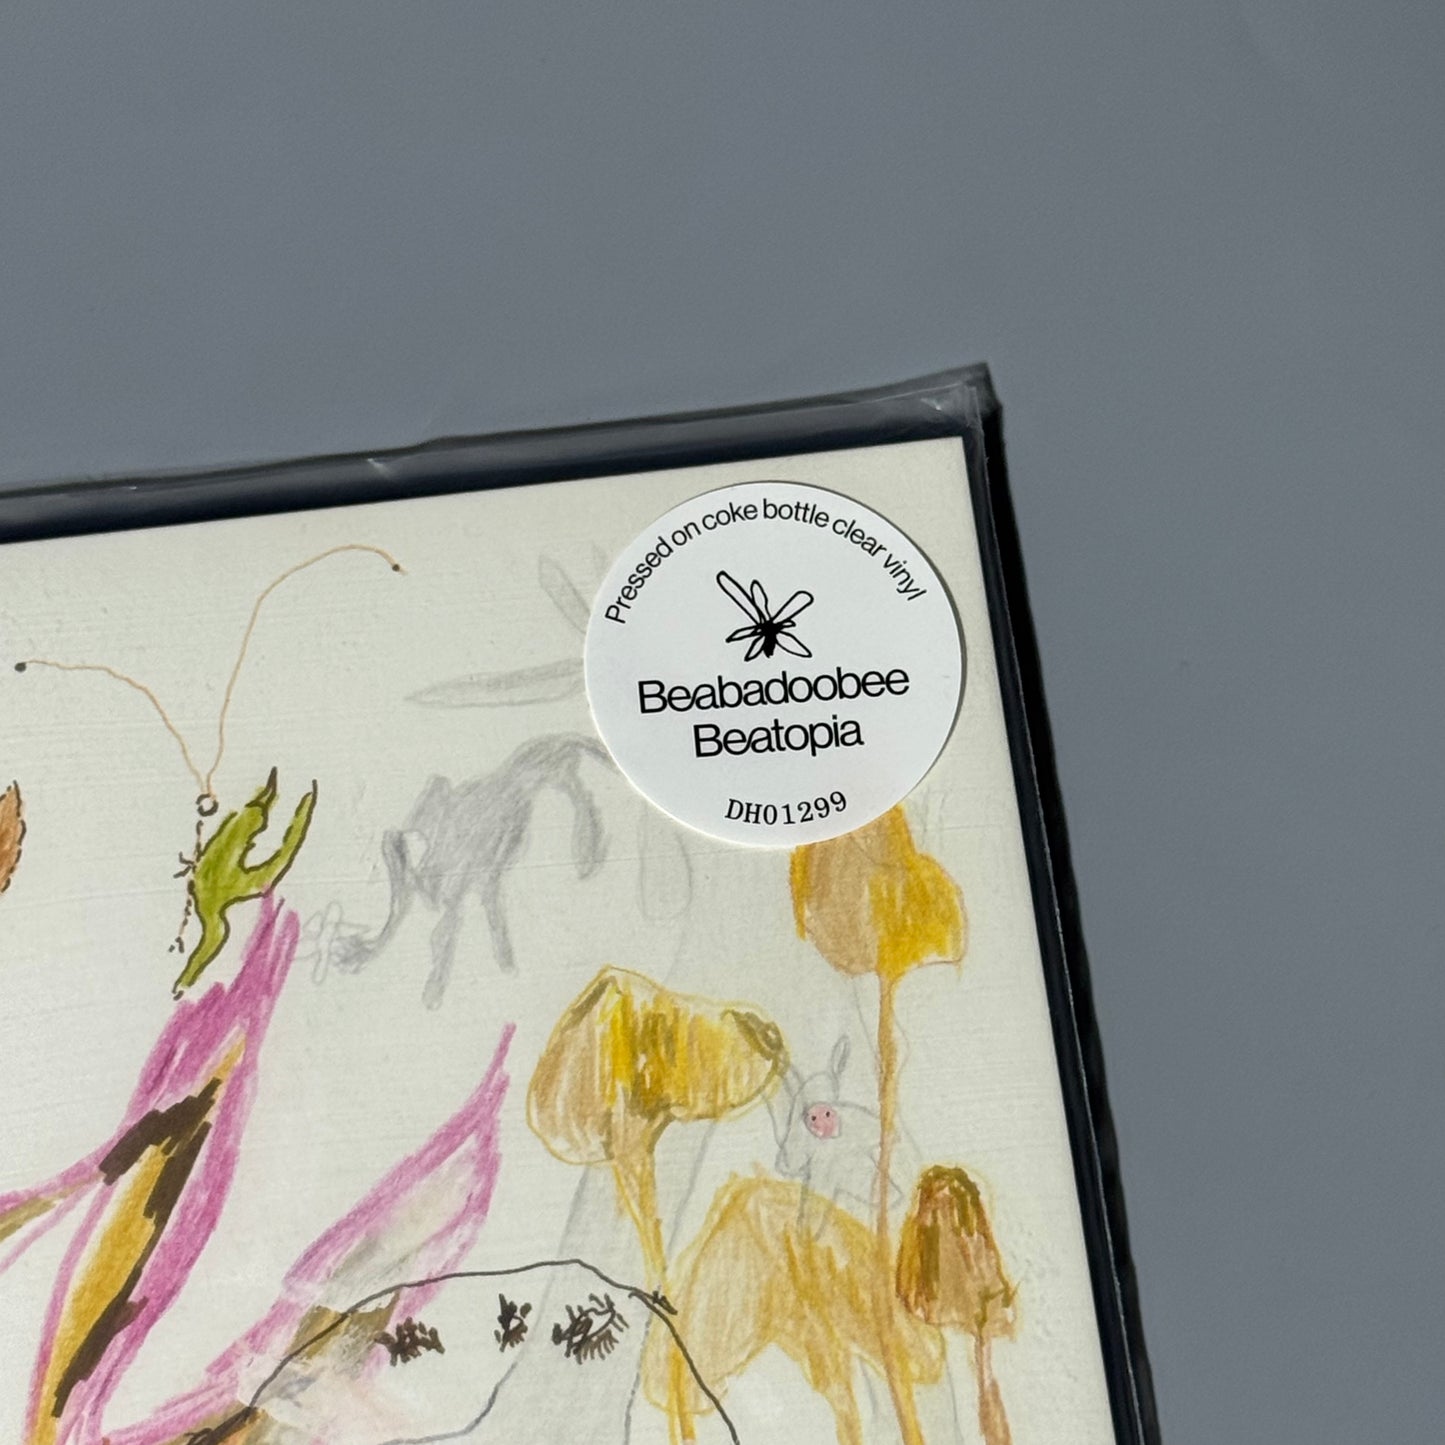 Pressed on coke bottle clear vinyl
Beabadoobee
Beatopia
DH01299